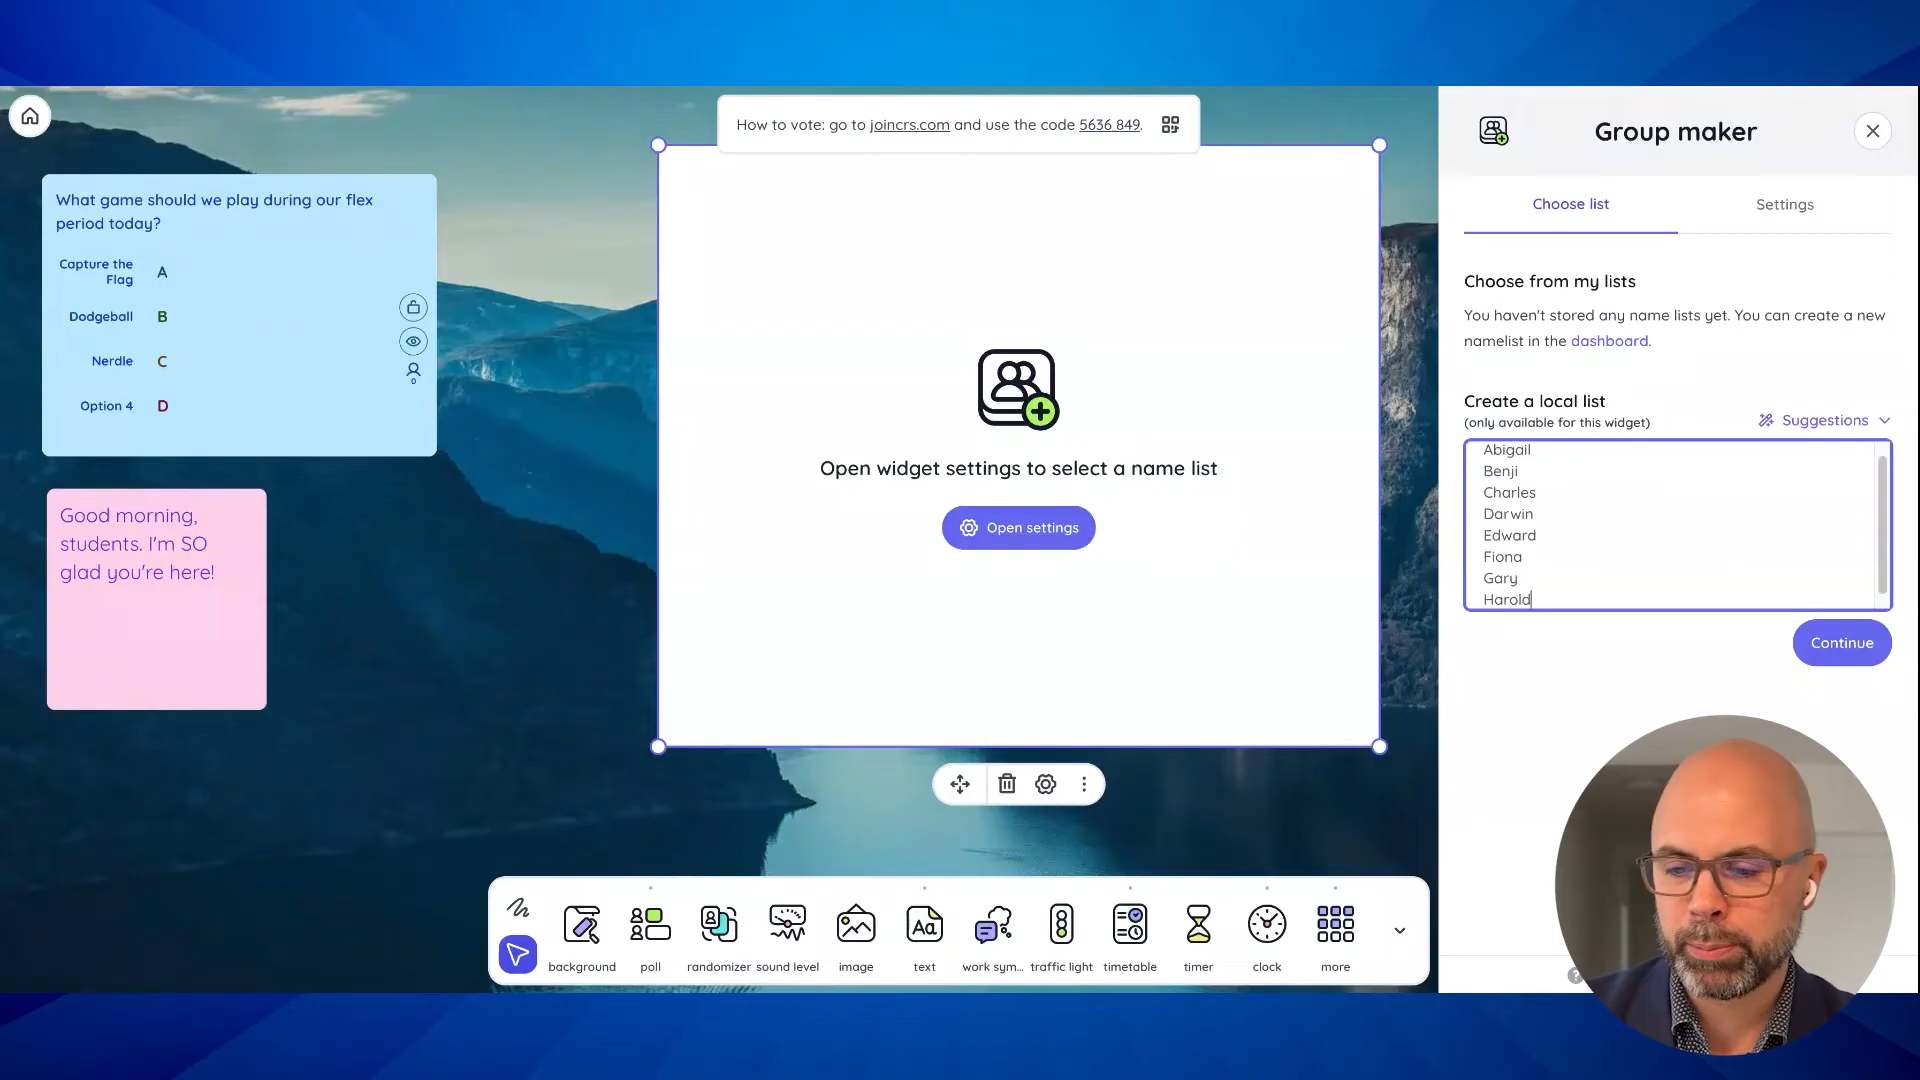 How to vote: go to joincrs.com and use the code 5636 849.
What game should we play during our flex
period today?
Capture the
Flag
A
Dodgeball
B
Nerdle
C
Option 4
D
0
Good morning,
students. I'm SO
glad you're here!
Open widget settings to select a name list
Open settings
Group maker
Choose list
Settings
Choose from my lists
You haven't stored any name lists yet. You can create a new
namelist in the dashboard.
Create a local list
(only available for this widget)
Suggestions
Abigail
Benji
Charles
Darwin
Edward
Fiona
Gary
Harold
Continue
background
poll
randomizer
sound level
image
Aa
text
work sym...
traffic light
timetable
timer
clock
more
?